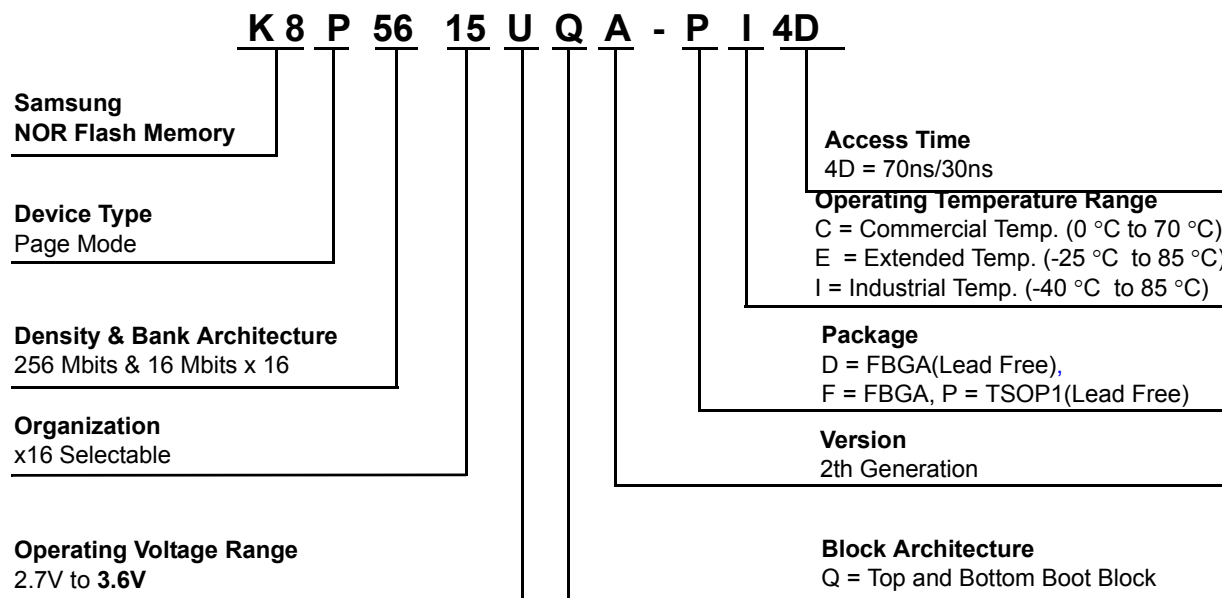 K 8 P 56 15 U Q A - P I 4D
Samsung
NOR Flash Memory
Device Type
Page Mode
Density & Bank Architecture
256 Mbits & 16 Mbits x 16
Organization
x16 Selectable
Operating Voltage Range
2.7V to 3.6V
Access Time
4D = 70ns/30ns
Operating Temperature Range
C = Commercial Temp. (0 °C to 70 °C)
E = Extended Temp. (-25 °C to 85 °C)
I = Industrial Temp. (-40 °C to 85 °C)
Package
D = FBGA(Lead Free),
F = FBGA, P = TSOP1(Lead Free)
Version
2th Generation
Block Architecture
Q = Top and Bottom Boot Block